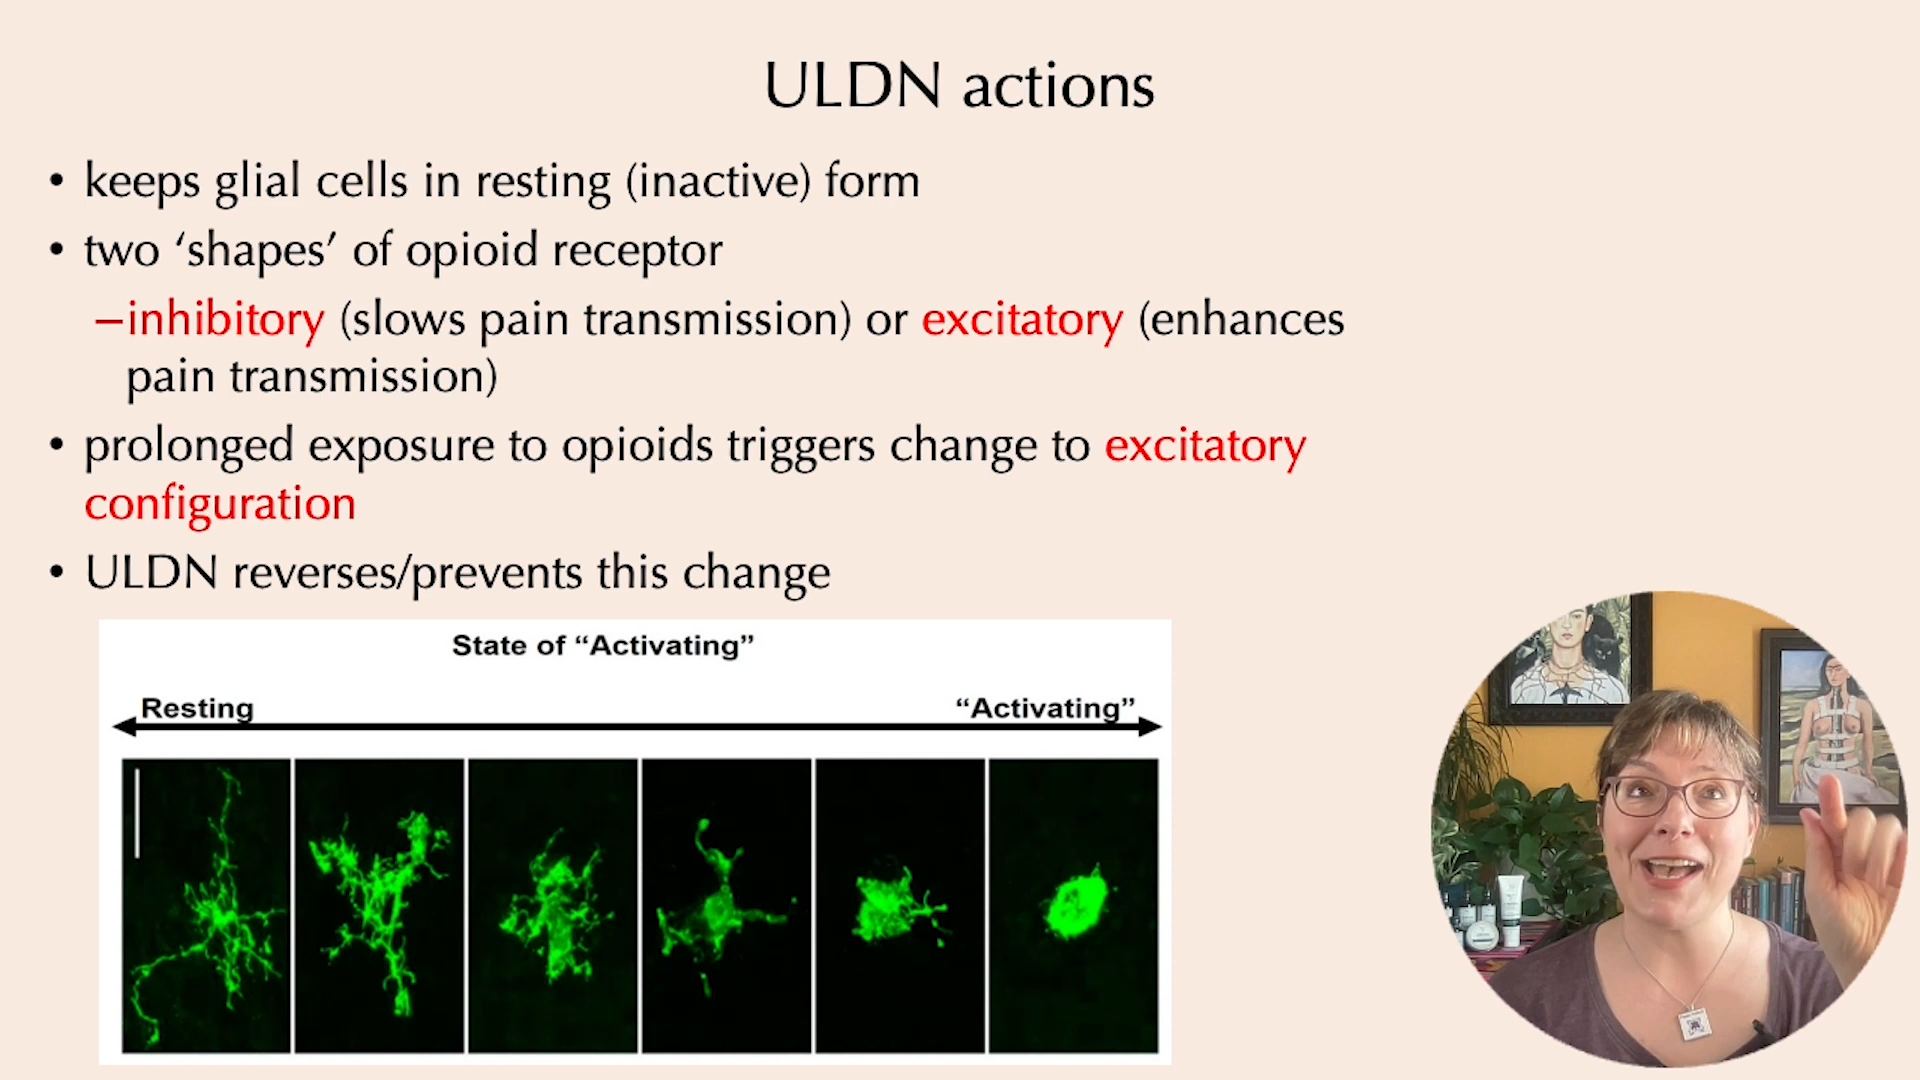 ULDN actions
• keeps glial cells in resting (inactive) form
• two ‘shapes’ of opioid receptor
–inhibitory (slows pain transmission) or excitatory (enhances
pain transmission)
• prolonged exposure to opioids triggers change to excitatory
configuration
• ULDN reverses/prevents this change
State of “Activating”
Resting
“Activating”